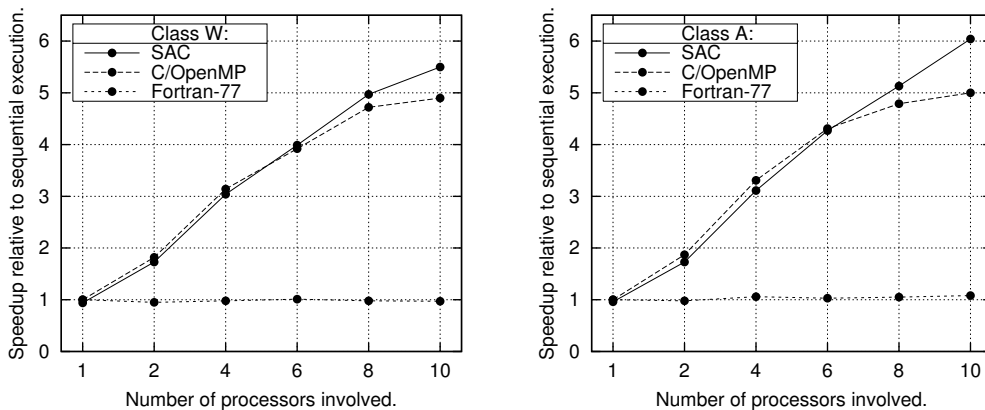 Class W:
SAC
C/OpenMP
Fortran-77
Speedup relative to sequential execution.
6
5
4
3
2
1
0
1 2 4 6 8 10
Number of processors involved.
Class A:
SAC
C/OpenMP
Fortran-77
Speedup relative to sequential execution.
6
5
4
3
2
1
0
1 2 4 6 8 10
Number of processors involved.